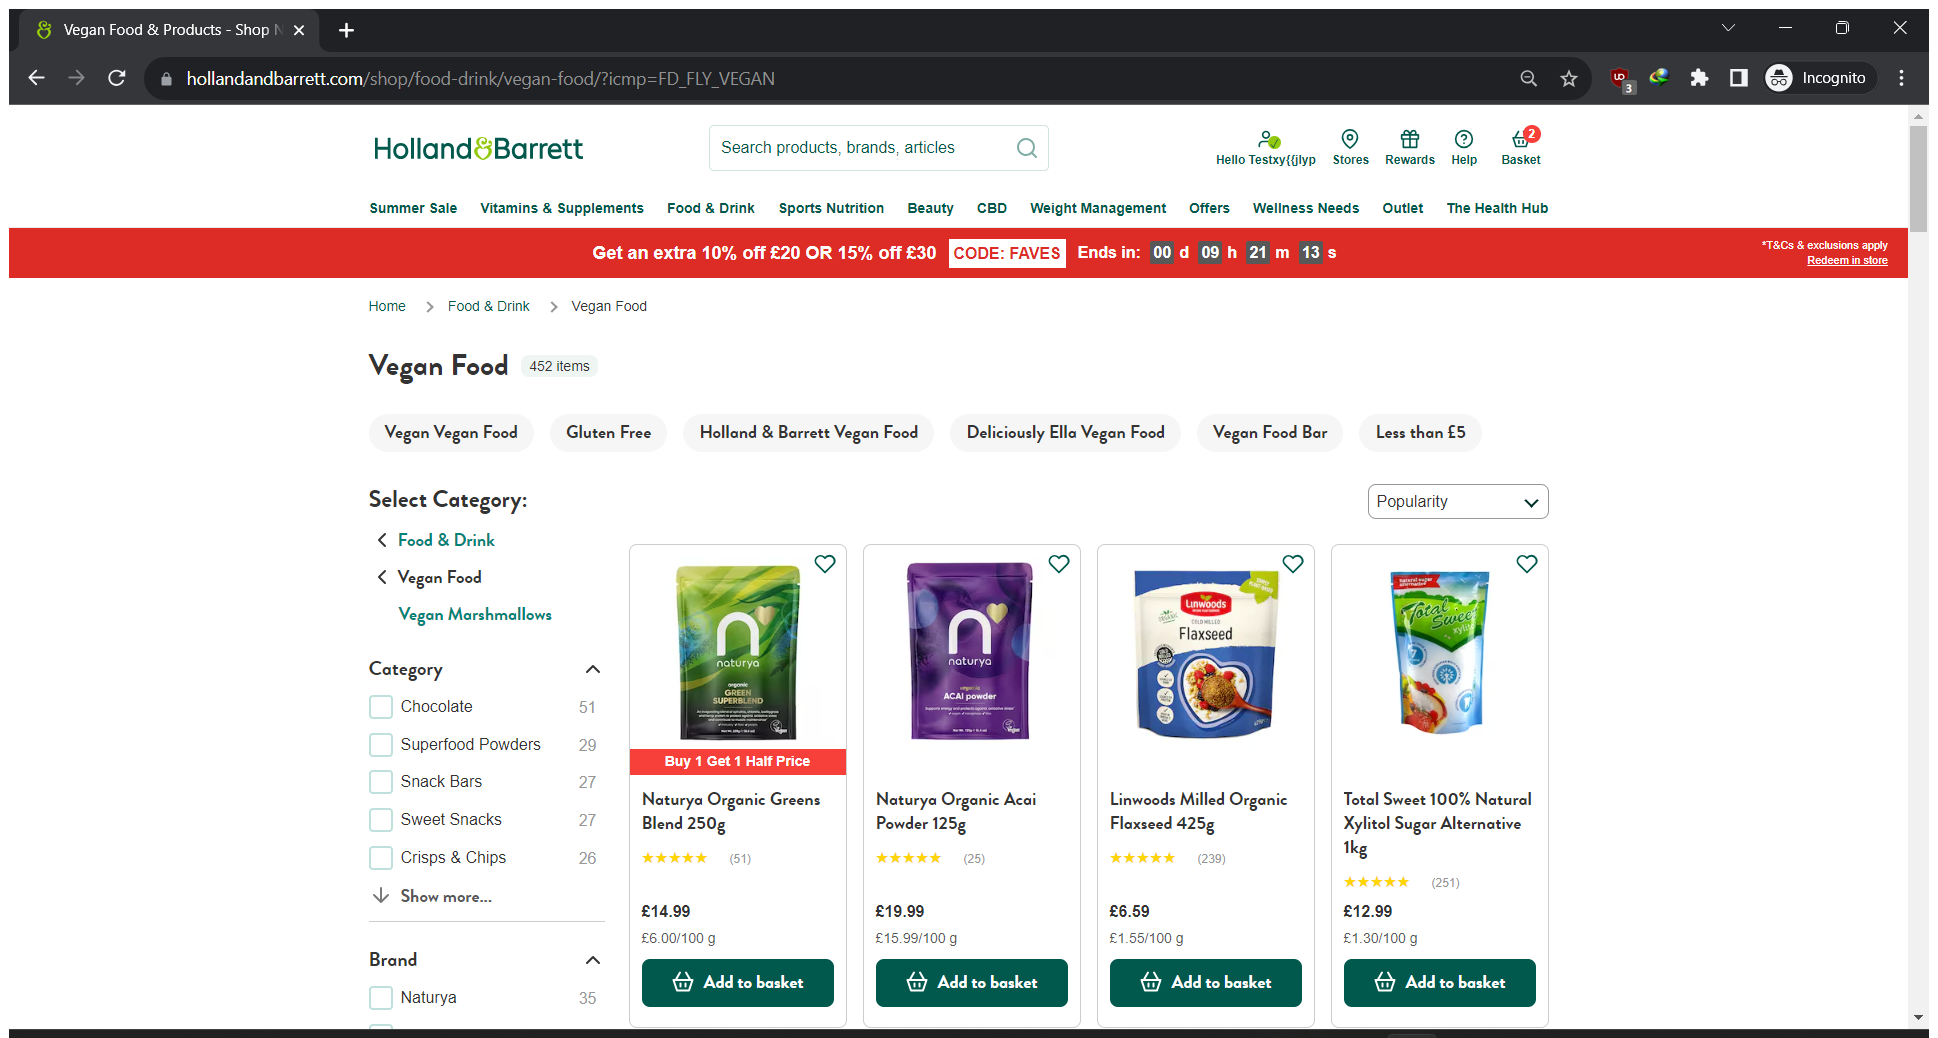 Vegan Food & Products - Shop N
hollandandbarrett.com/shop/food-drink/vegan-food/?icmp=FD_FLY_VEGAN
3
Incognito
Holland&Barrett
Search products, brands, articles
Hello Testxy{{jlyp
Stores
Rewards
Help
2
Basket
Summer Sale
Vitamins & Supplements
Food & Drink
Sports Nutrition
Beauty
CBD
Weight Management
Offers
Wellness Needs
Outlet
The Health Hub
Get an extra 10% off £20 OR 15% off £30 CODE: FAVES Ends in: 00 d 09 h 21 m 13 s
*T&Cs & exclusions apply
Redeem in store
Home > Food & Drink > Vegan Food
Vegan Food 452 items
Vegan Vegan Food
Gluten Free
Holland & Barrett Vegan Food
Deliciously Ella Vegan Food
Vegan Food Bar
Less than £5
Select Category:
Popularity
Food & Drink
Vegan Food
Vegan Marshmallows
Category
Chocolate 51
Superfood Powders 29
Snack Bars 27
Sweet Snacks 27
Crisps & Chips 26
Show more...
Brand
Naturya 35
naturya
organic
GREEN
SUPERBLEND
Buy 1 Get 1 Half Price
Naturya Organic Greens
Blend 250g
(51)
£14.99
£6.00/100 g
Add to basket
naturya
organic
ACAI powder
Naturya Organic Acai
Powder 125g
(25)
£19.99
£15.99/100 g
Add to basket
Linwoods
COLD MILLED
Flaxseed
Linwoods Milled Organic
Flaxseed 425g
(239)
£6.59
£1.55/100 g
Add to basket
natural sugar
alternative
Total Sweet
xylitol
Total Sweet 100% Natural
Xylitol Sugar Alternative
1kg
(251)
£12.99
£1.30/100 g
Add to basket